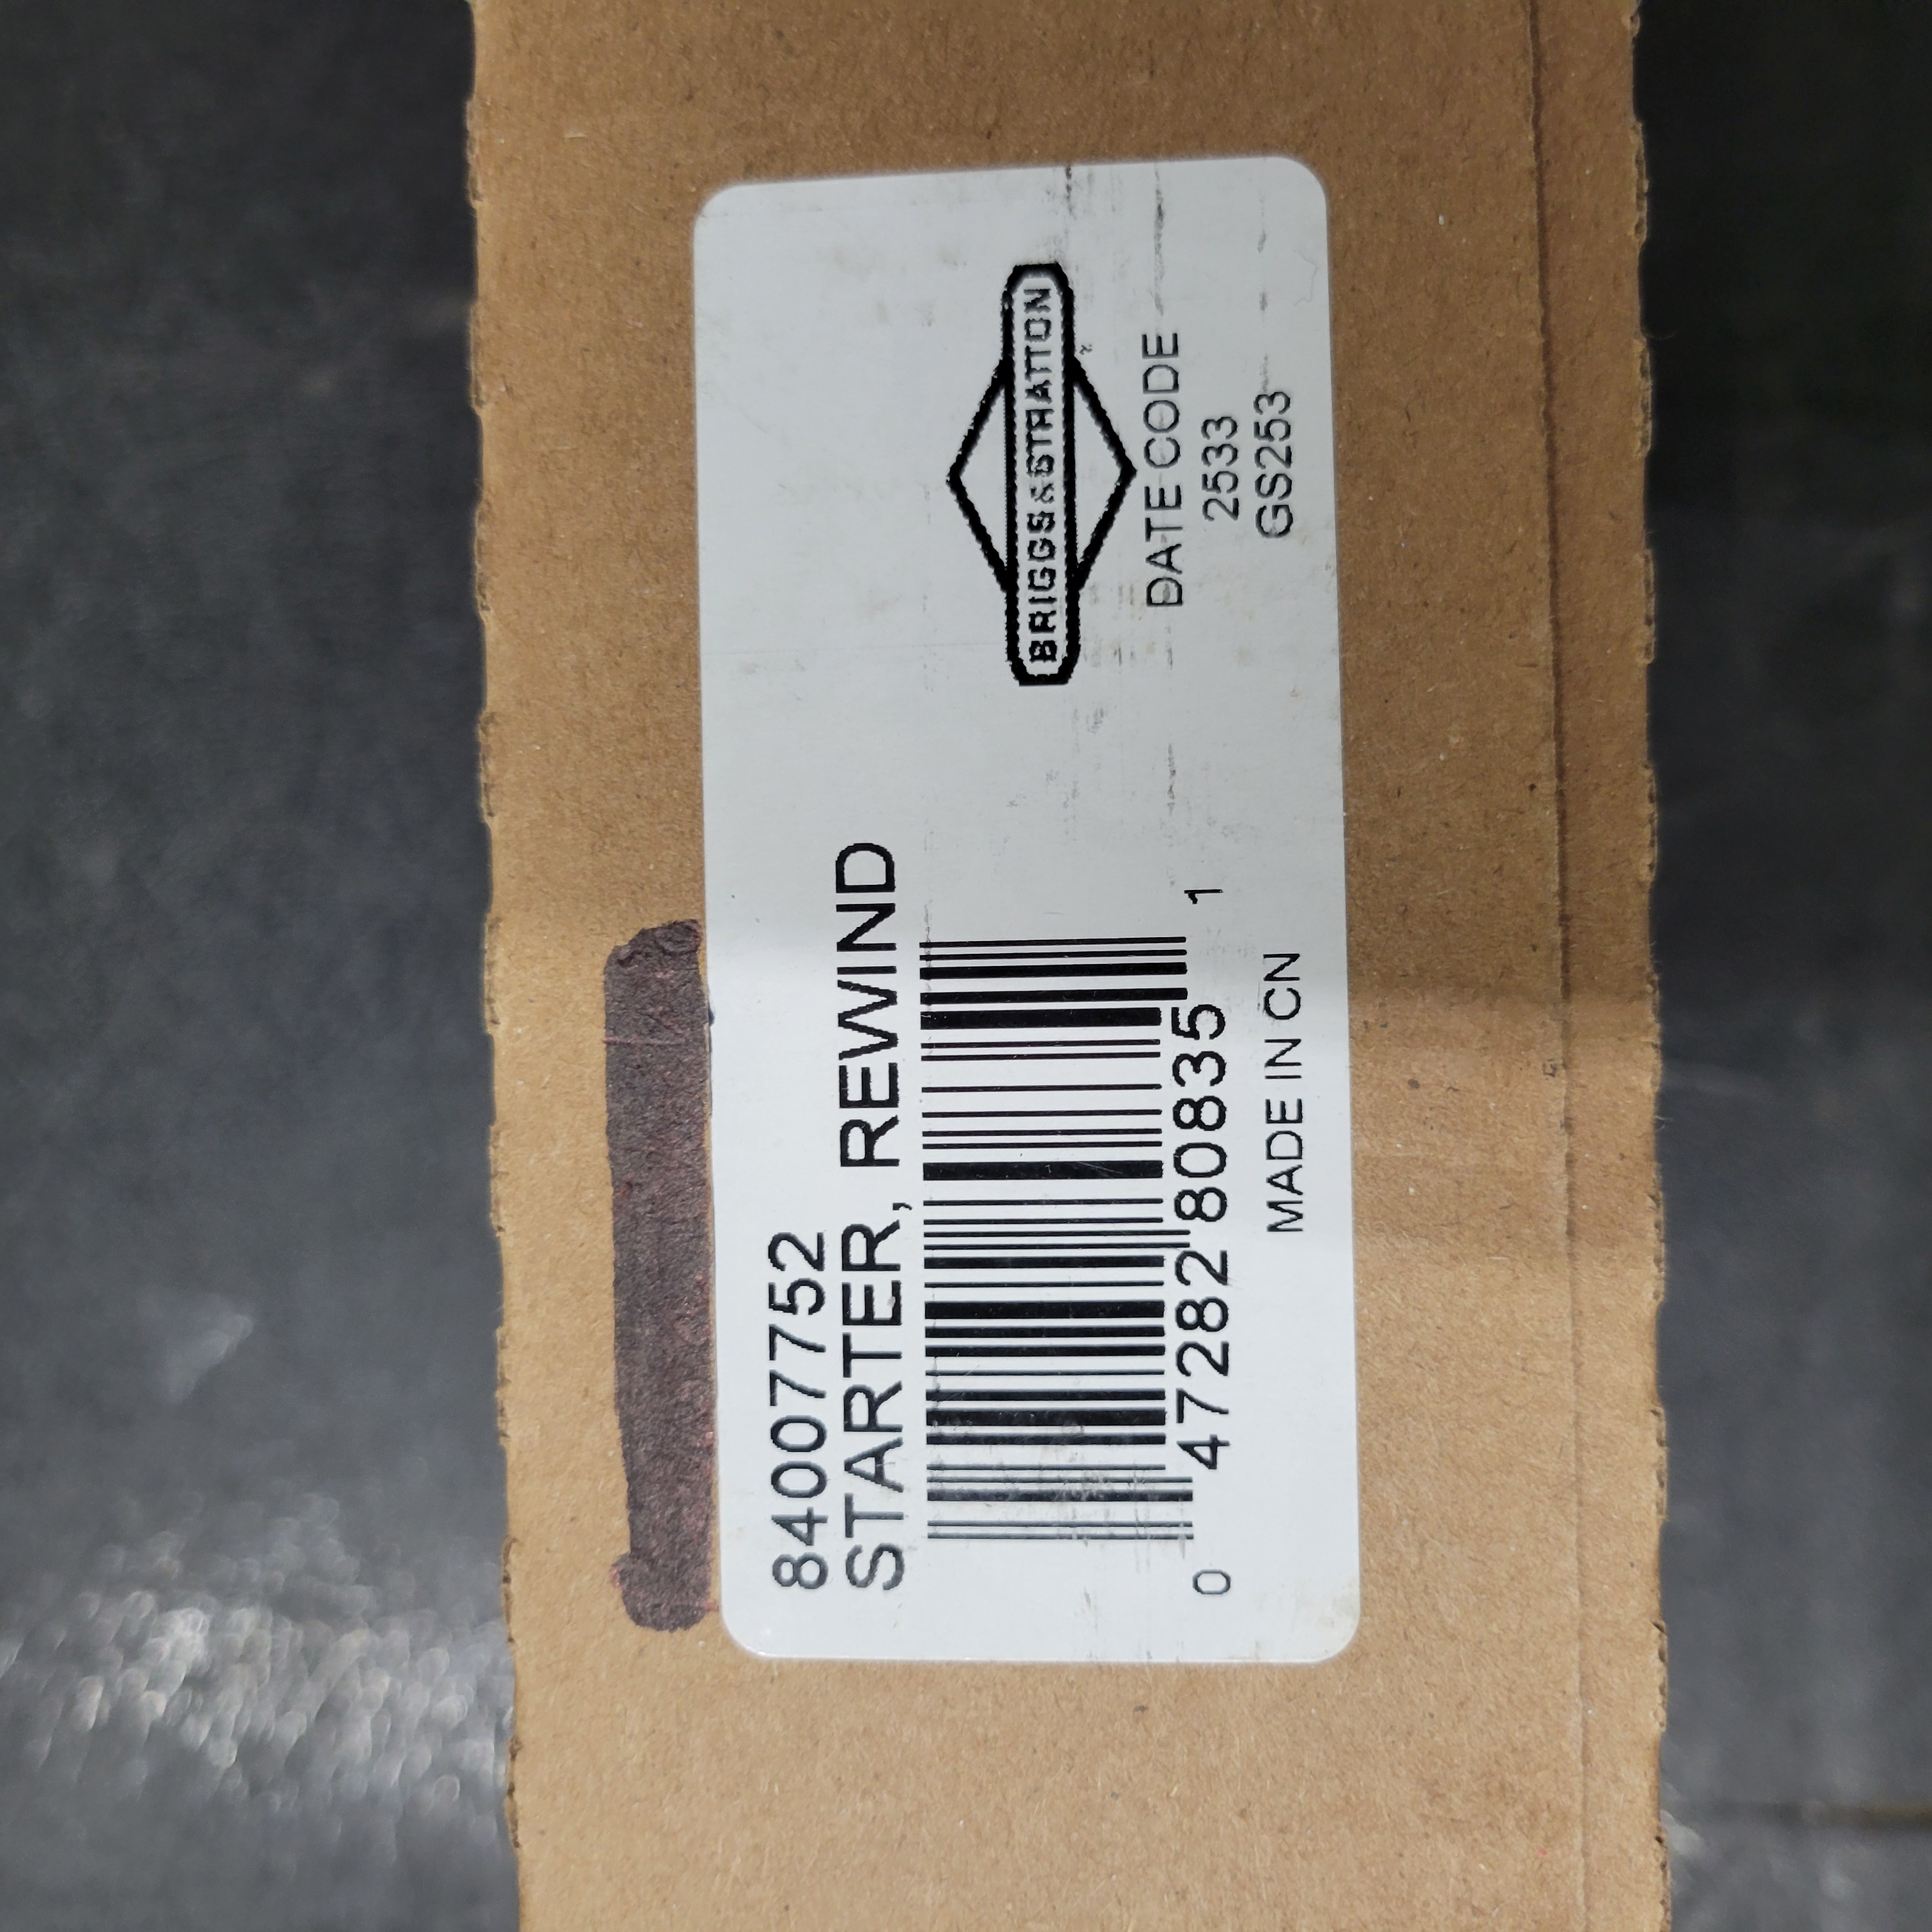 84007752
STARTER, REWIND
0 47282 80835 1
MADE IN CN
BRIGGS & STRATTON
DATE CODE
2533
GS253